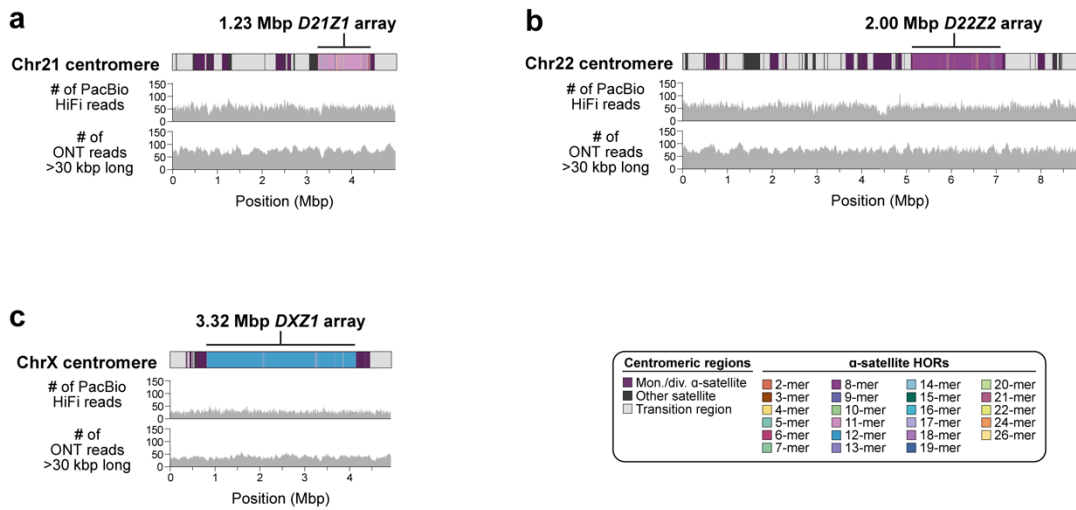 a
1.23 Mbp D21Z1 array
Chr21 centromere
# of PacBio
HiFi reads
150
100
50
0
# of
ONT reads
>30 kbp long
150
100
50
0
0 1 2 3 4
Position (Mbp)
b
2.00 Mbp D22Z2 array
Chr22 centromere
# of PacBio
HiFi reads
150
100
50
0
# of
ONT reads
>30 kbp long
150
100
50
0
0 1 2 3 4 5 6 7 8
Position (Mbp)
c
3.32 Mbp DXZ1 array
ChrX centromere
# of PacBio
HiFi reads
150
100
50
0
# of
ONT reads
>30 kbp long
150
100
50
0
0 1 2 3 4
Position (Mbp)
Centromeric regions
Mon./div. α-satellite
Other satellite
Transition region
α-satellite HORs
2-mer 8-mer 14-mer 20-mer
3-mer 9-mer 15-mer 21-mer
4-mer 10-mer 16-mer 22-mer
5-mer 11-mer 17-mer 24-mer
6-mer 12-mer 18-mer 26-mer
7-mer 13-mer 19-mer